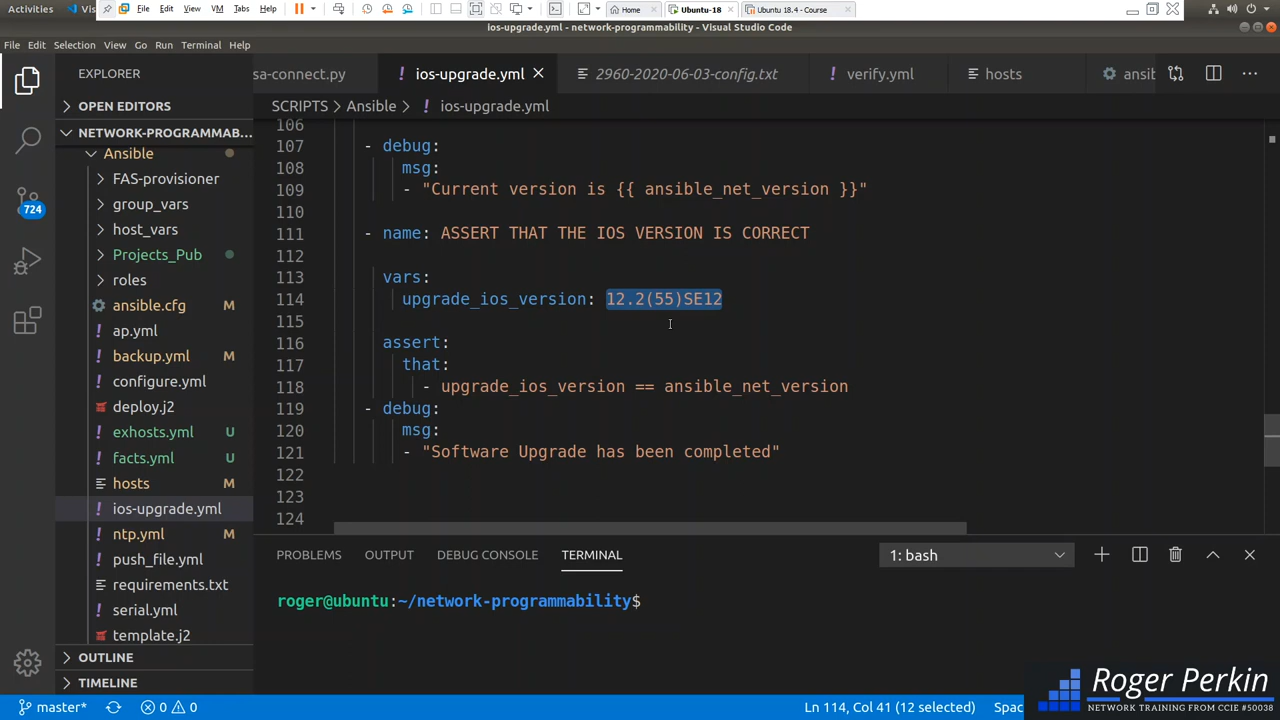 Activities Vis File Edit View VM Tabs Help Home Ubuntu-18 Ubuntu 18.4 - Course
ios-upgrade.yml - network-programmability - Visual Studio Code
File Edit Selection View Go Run Terminal Help
EXPLORER
sa-connect.py ! ios-upgrade.yml 2960-2020-06-03-config.txt ! verify.yml hosts ansit
SCRIPTS > Ansible > ! ios-upgrade.yml
OPEN EDITORS
NETWORK-PROGRAMMAB...
Ansible
FAS-provisioner
group_vars
host_vars
Projects_Pub
roles
ansible.cfg M
! ap.yml
! backup.yml M
! configure.yml
deploy.j2
! exhosts.yml U
! facts.yml U
hosts M
! ios-upgrade.yml
! ntp.yml M
! push_file.yml
requirements.txt
! serial.yml
template.j2
OUTLINE
TIMELINE
724
106
107 - debug:
108 msg:
109 - "Current version is {{ ansible_net_version }}"
110
111 - name: ASSERT THAT THE IOS VERSION IS CORRECT
112
113 vars:
114 upgrade_ios_version: 12.2(55)SE12
115
116 assert:
117 that:
118 - upgrade_ios_version == ansible_net_version
119 - debug:
120 msg:
121 - "Software Upgrade has been completed"
122
123
124
PROBLEMS OUTPUT DEBUG CONSOLE TERMINAL 1: bash
roger@ubuntu:~/network-programmability$
master* 0 0 Ln 114, Col 41 (12 selected) Spac
Roger Perkin
NETWORK TRAINING FROM CCIE #50038